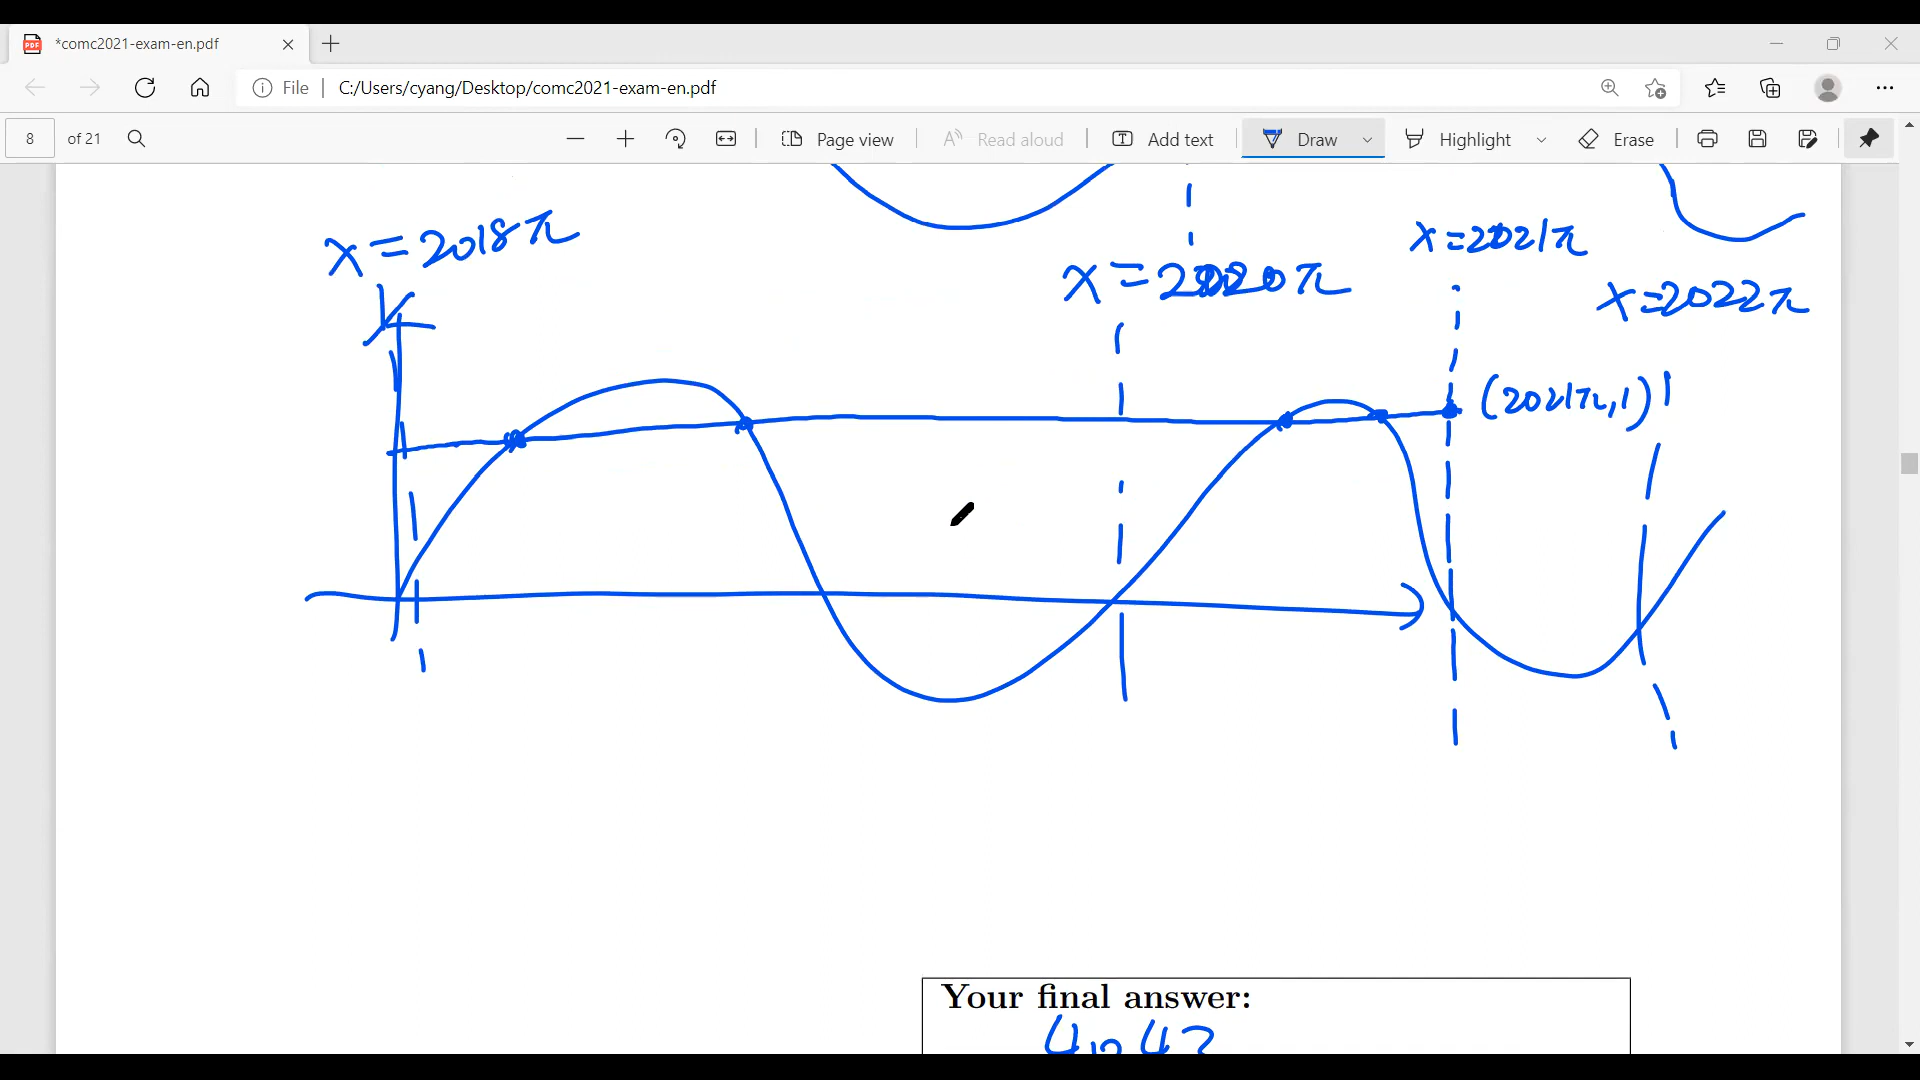 *comc2021-exam-en.pdf
File
C:/Users/cyang/Desktop/comc2021-exam-en.pdf
8 of 21
Page view
Read aloud
Add text
Draw
Highlight
Erase
x=2018π
x=2020π
x=2021π
x=2022π
(2021π,1)
Your final answer: